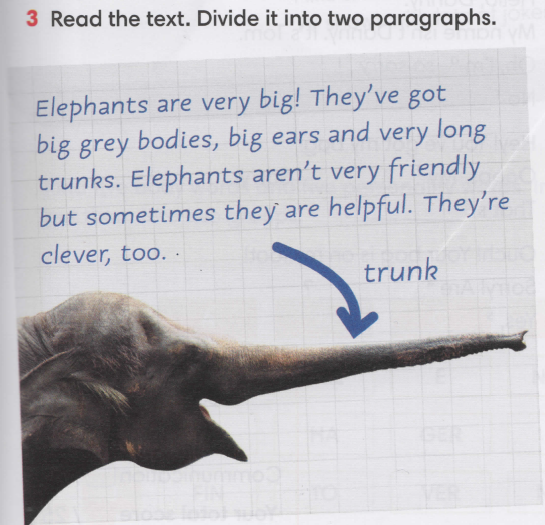 3 Read the text. Divide it into two paragraphs.
Elephants are very big! They've got
big grey bodies, big ears and very long
trunks. Elephants aren't very friendly
but sometimes they are helpful. They're
clever, too.
trunk